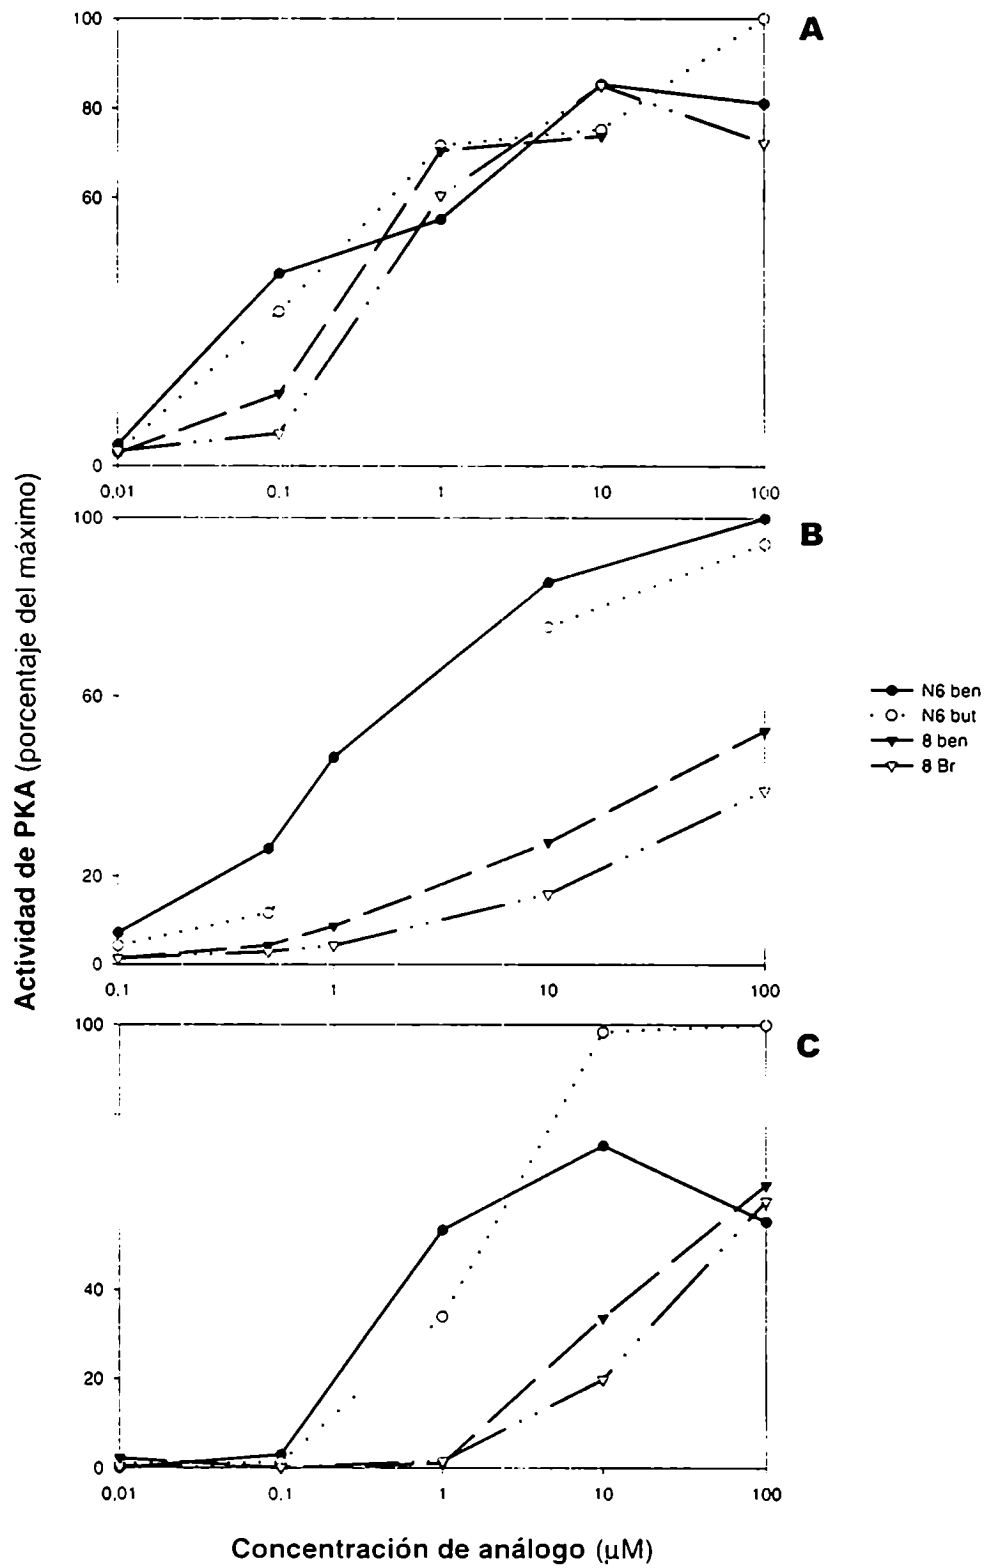 100
A
80
60
0
0,01
0.1
1
10
100
100
B
60
20
0
0.1
1
10
100
N6 ben
N6 but
8 ben
8 Br
100
C
40
20
0
0,01
0.1
1
10
100
Actividad de PKA (porcentaje del máximo)
Concentración de análogo (μM)